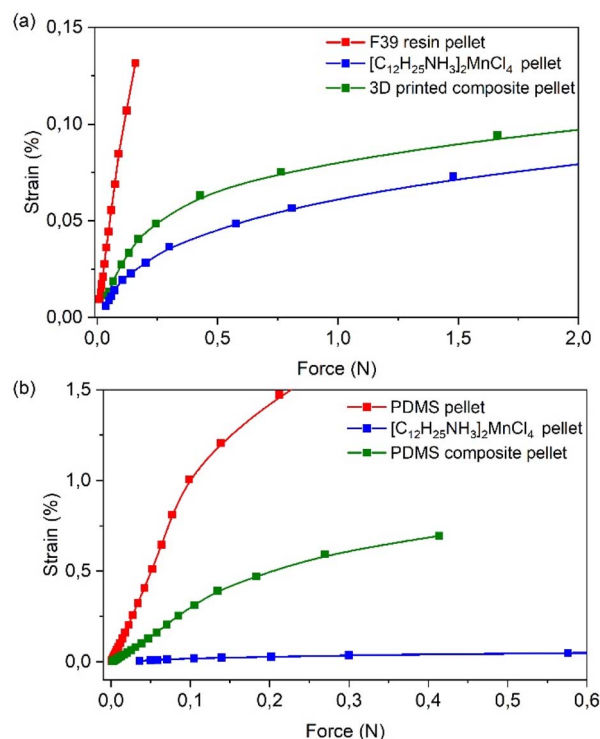 (a)
0,15
0,10
0,05
0,00
Strain (%)
F39 resin pellet
[C₁₂H₂₅NH₃]₂MnCl₄ pellet
3D printed composite pellet
0,0 0,5 1,0 1,5 2,0
Force (N)
(b)
1,5
1,0
0,5
0,0
Strain (%)
PDMS pellet
[C₁₂H₂₅NH₃]₂MnCl₄ pellet
PDMS composite pellet
0,0 0,1 0,2 0,3 0,4 0,5 0,6
Force (N)